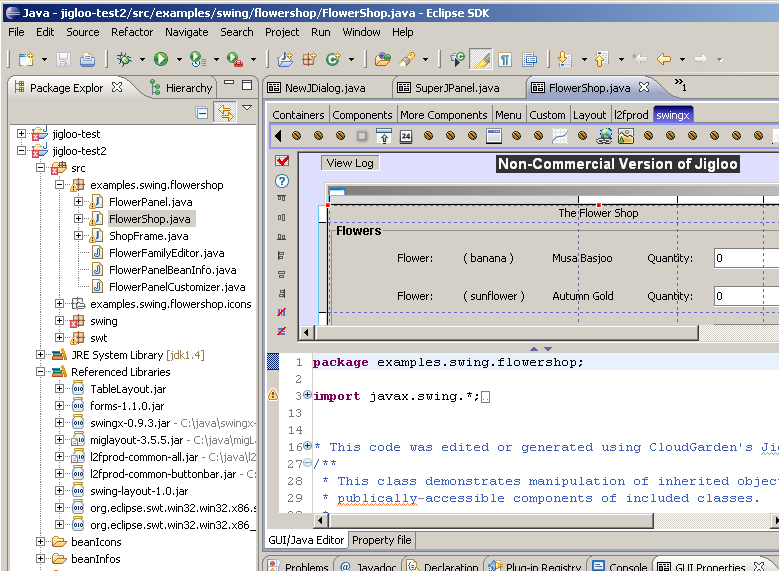 Java - jigloo-test2/src/examples/swing/flowershop/FlowerShop.java - Eclipse SDK
File Edit Source Refactor Navigate Search Project Run Window Help
Package Explor Hierarchy
jigloo-test
jigloo-test2
src
examples.swing.flowershop
FlowerPanel.java
FlowerShop.java
ShopFrame.java
FlowerFamilyEditor.java
FlowerPanelBeanInfo.java
FlowerPanelCustomizer.java
examples.swing.flowershop.icons
swing
swt
JRE System Library [jdk1.4]
Referenced Libraries
TableLayout.jar
forms-1.1.0.jar
swingx-0.9.3.jar - C:\java\swingx-
miglayout-3.5.5.jar - C:\java\migL
l2fprod-common-all.jar - C:\java\l2
l2fprod-common-buttonbar.jar - C:
swing-layout-1.0.jar
org.eclipse.swt.win32.win32.x86.s
org.eclipse.swt.win32.win32.x86_
beanIcons
beanInfos
NewJDialog.java SuperJPanel.java FlowerShop.java »1
Containers Components More Components Menu Custom Layout l2fprod swingx
24
View Log Non-Commercial Version of Jigloo
The Flower Shop
Flowers
Flower: ( banana ) Musa Basjoo Quantity: 0
Flower: ( sunflower ) Autumn Gold Quantity: 0
1 package examples.swing.flowershop;
2
3 import javax.swing.*;
13
14
16 * This code was edited or generated using CloudGarden's Jig
27 /**
28 * This class demonstrates manipulation of inherited objec
29 * publically-accessible components of included classes.
GUI/Java Editor Property file
Problems Javadoc Declaration Plug-in Registry Console GUI Properties